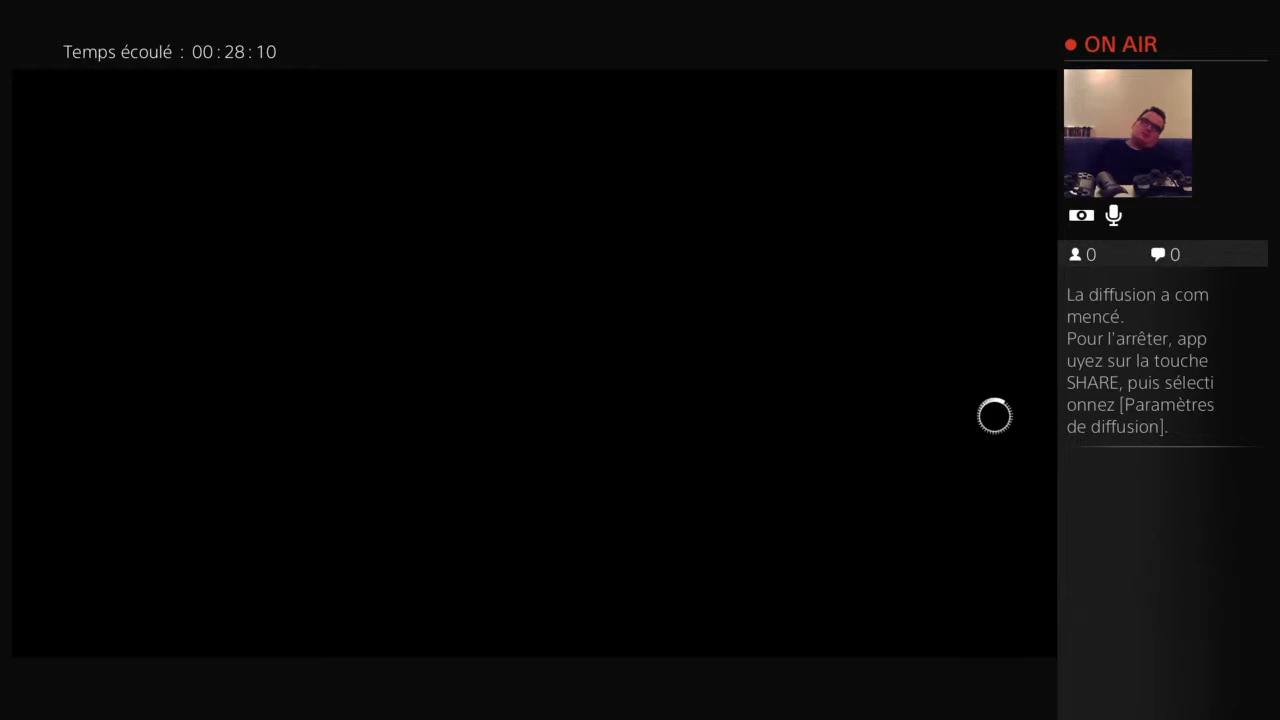 Temps écoulé : 00:28:10
ON AIR
0 0
La diffusion a com
mencé.
Pour l'arrêter, app
uyez sur la touche
SHARE, puis sélecti
onnez [Paramètres
de diffusion].